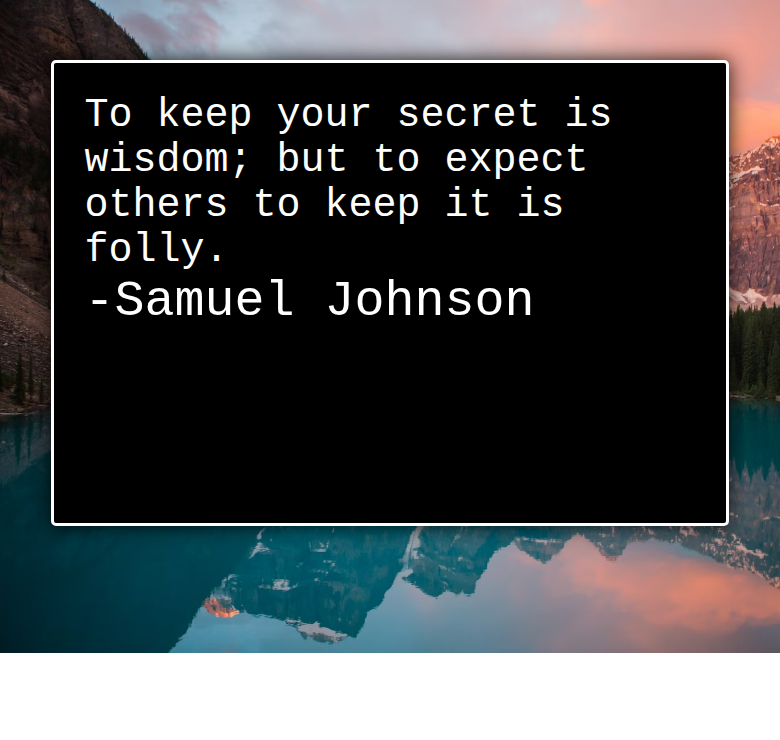 To keep your secret is
wisdom; but to expect
others to keep it is
folly.
-Samuel Johnson